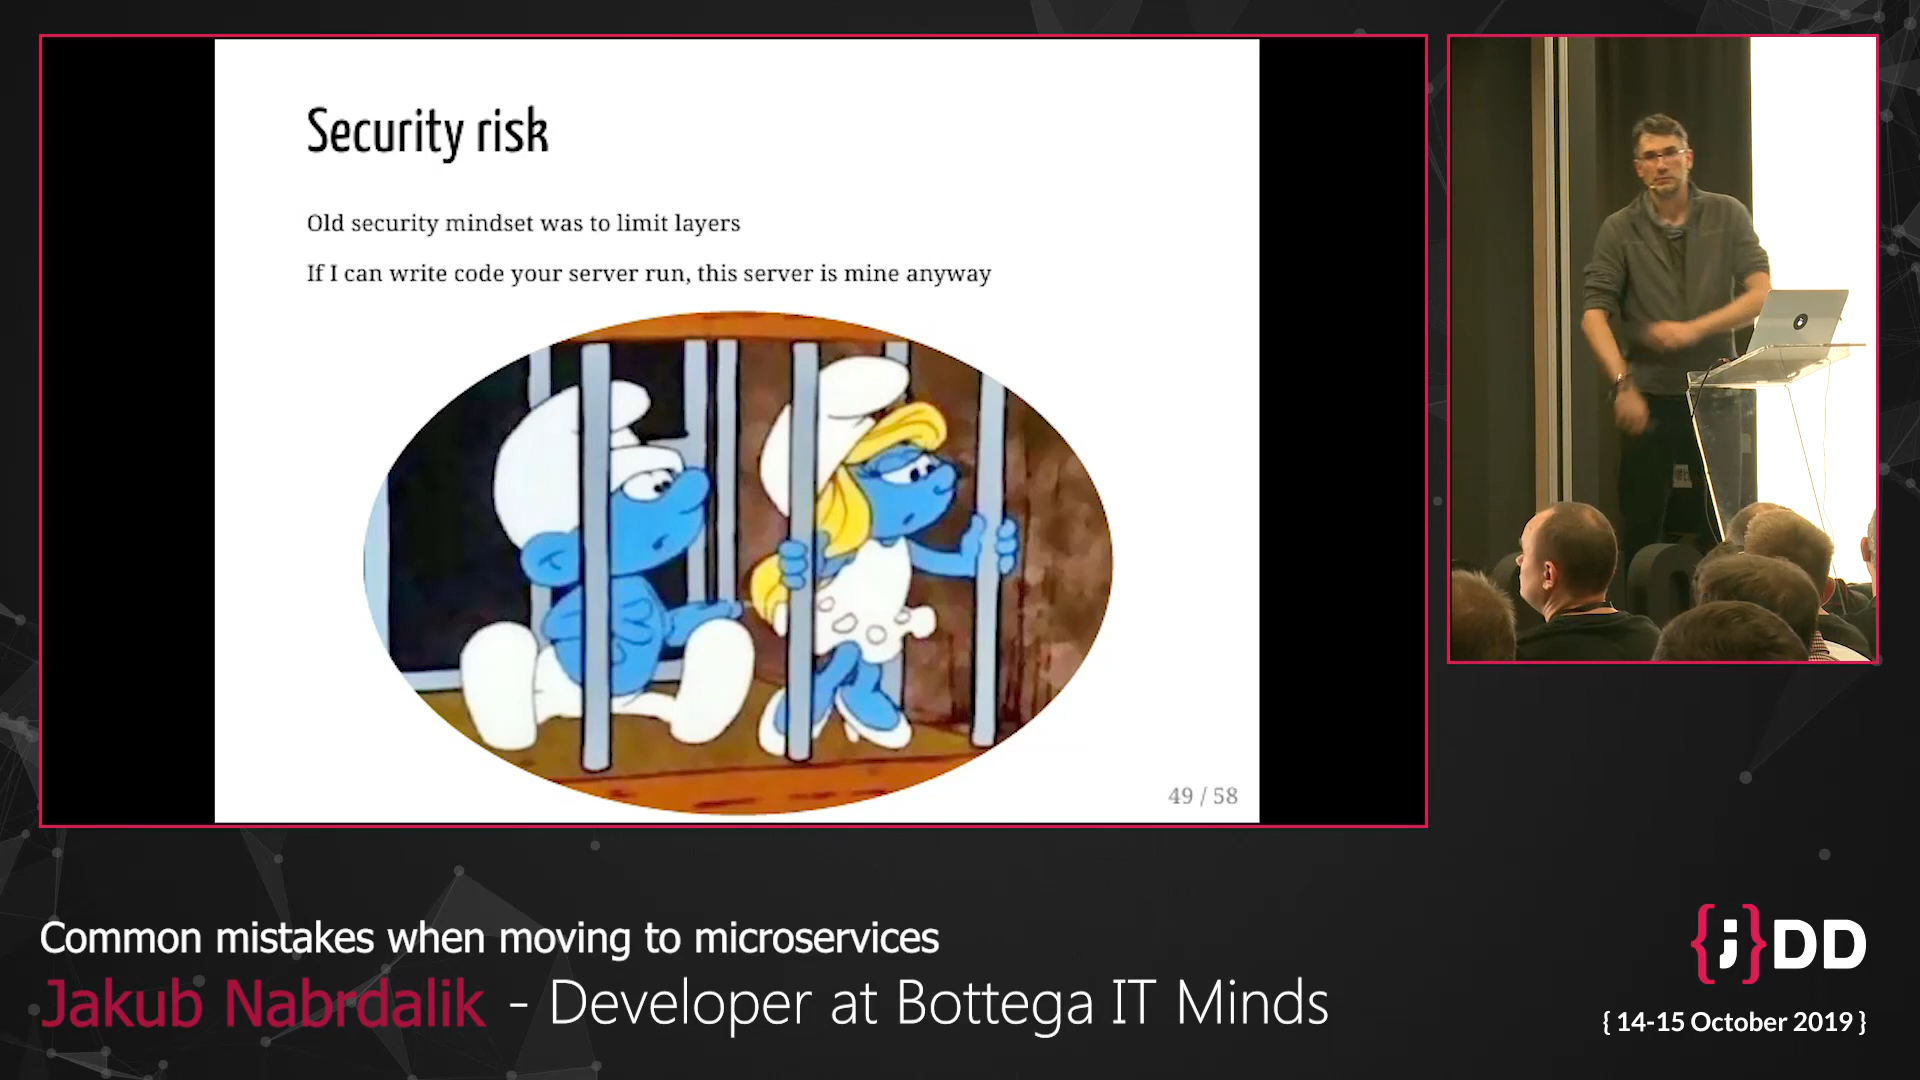 Security risk
Old security mindset was to limit layers
If I can write code your server run, this server is mine anyway
49 / 58
Common mistakes when moving to microservices
Jakub Nabrdalik - Developer at Bottega IT Minds
{;}DD
{ 14-15 October 2019 }